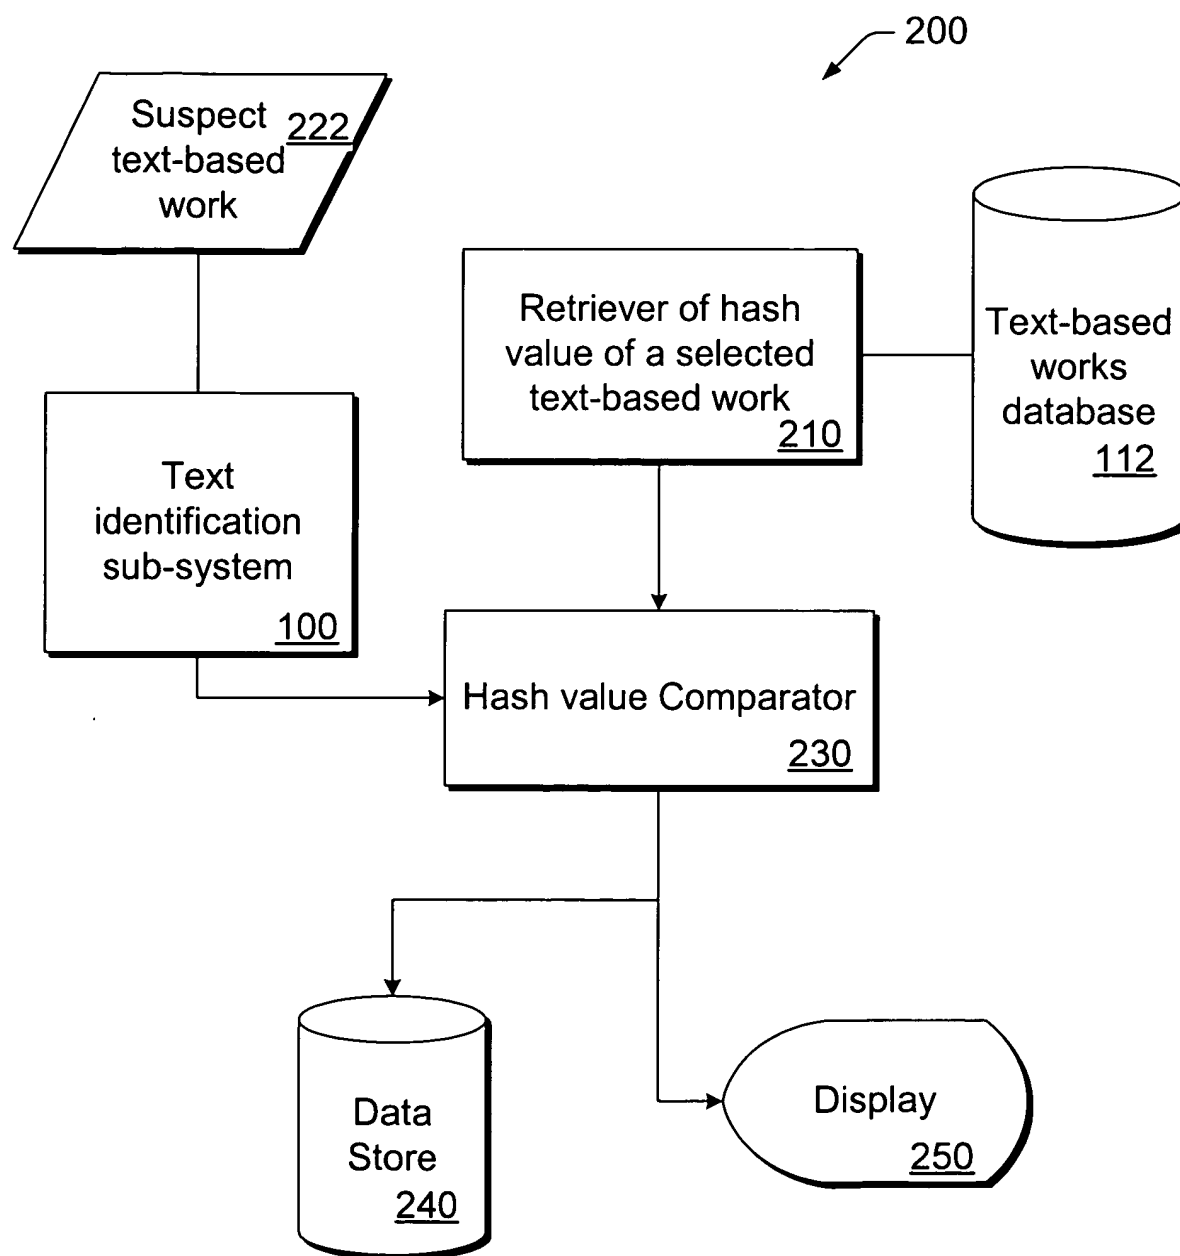 200
Suspect
text-based
work
222
Retriever of hash
value of a selected
text-based work
210
Text-based
works
database
112
Text
identification
sub-system
100
Hash value Comparator
230
Data
Store
240
Display
250